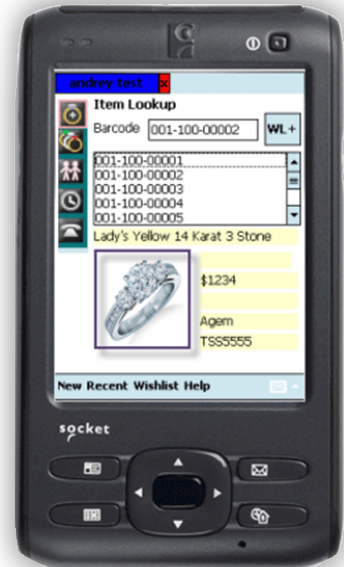 andrey test x
Item Lookup
Barcode 001-100-00002 WL+
001-100-00001
001-100-00002
001-100-00003
001-100-00004
001-100-00005
Lady's Yellow 14 Karat 3 Stone
$1234
Agem
TSS5555
New Recent Wishlist Help
socket